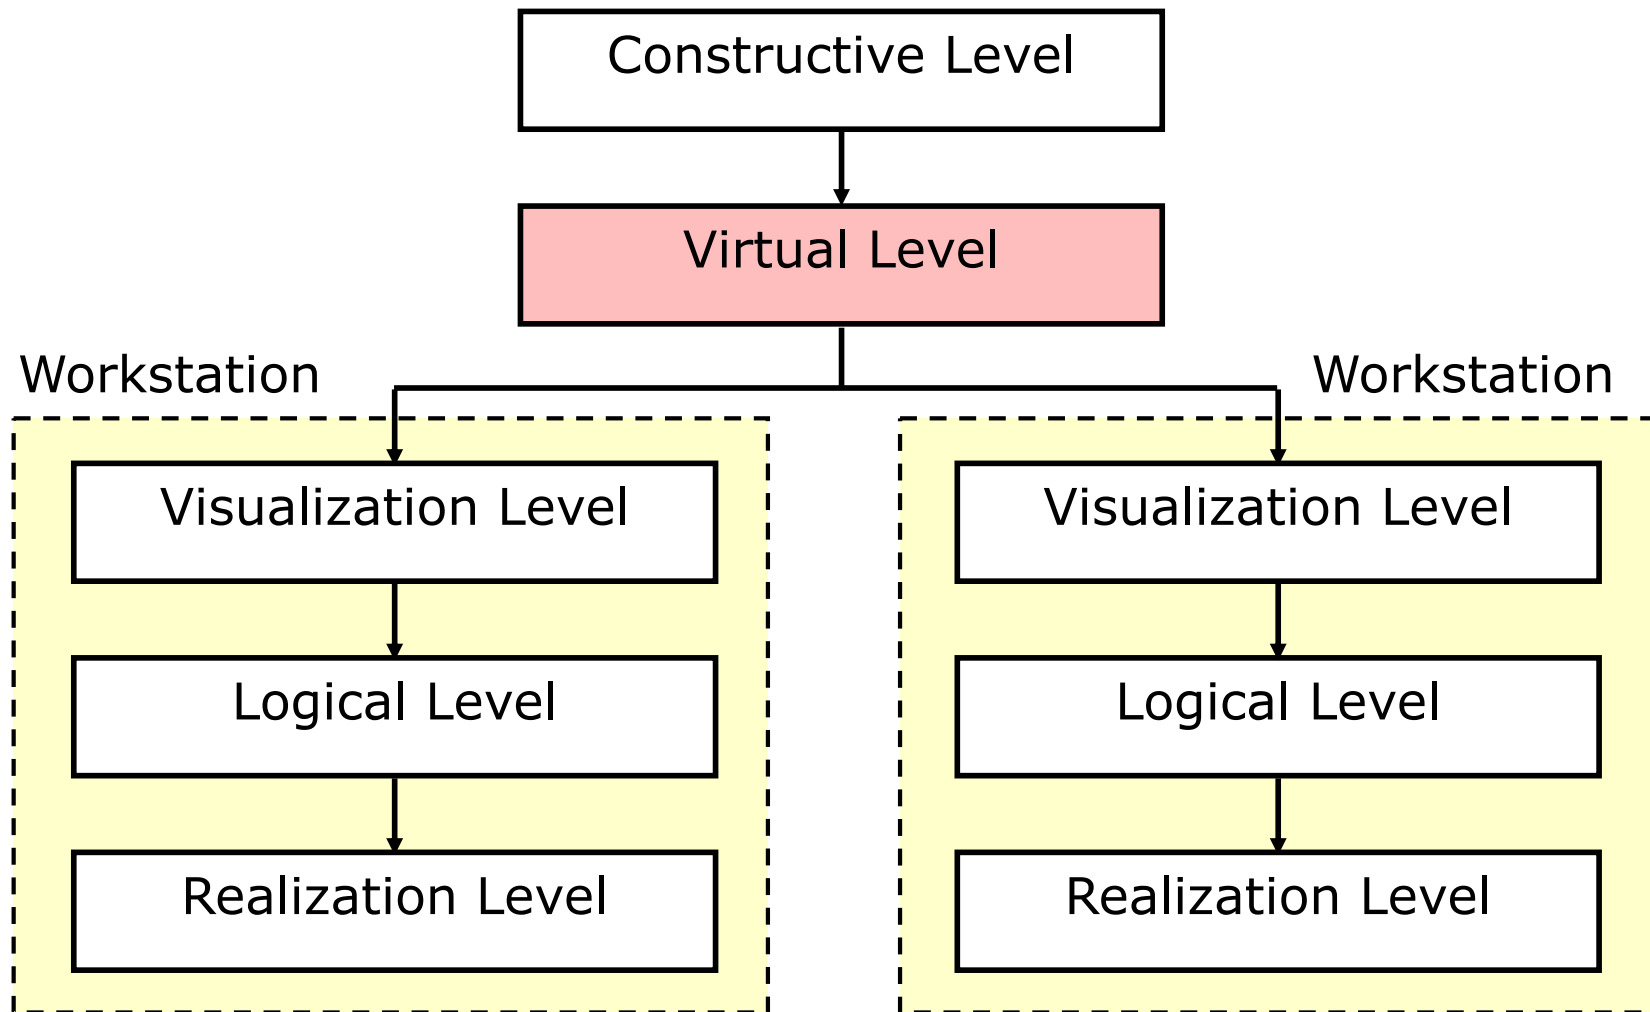 Constructive Level
Virtual Level
Workstation
Workstation
Visualization Level
Visualization Level
Logical Level
Logical Level
Realization Level
Realization Level